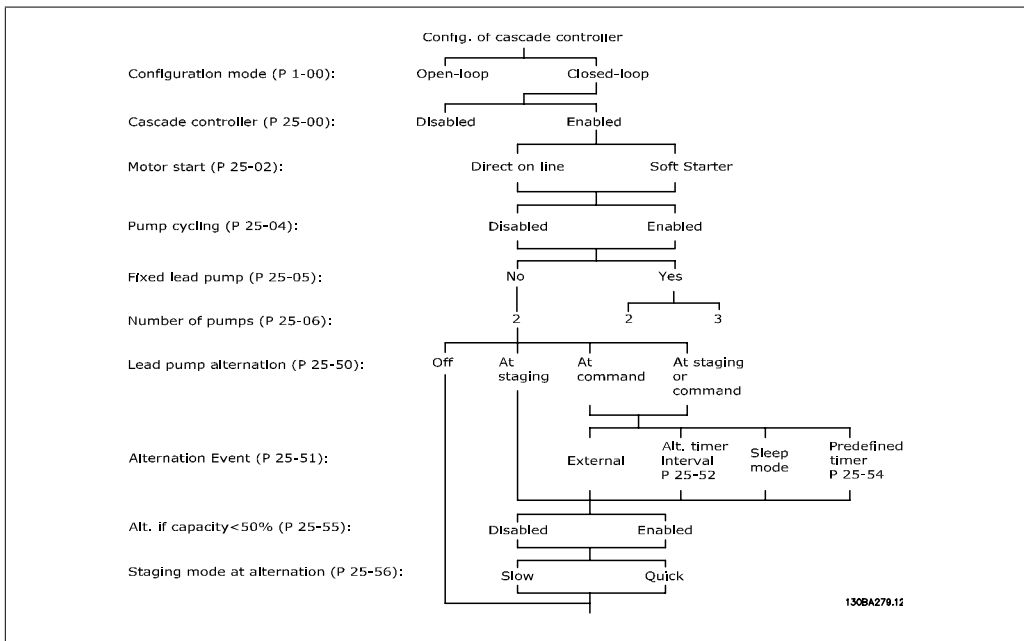 Config. of cascade controller
Configuration mode (P 1-00): Open-loop Closed-loop
Cascade controller (P 25-00): Disabled Enabled
Motor start (P 25-02): Direct on line Soft Starter
Pump cycling (P 25-04): Disabled Enabled
Fixed lead pump (P 25-05): No Yes
Number of pumps (P 25-06): 2 2 3
Lead pump alternation (P 25-50): Off At staging At command At staging or command
Alternation Event (P 25-51): External Alt. timer Interval P 25-52 Sleep mode Predefined timer P 25-54
Alt. if capacity<50% (P 25-55): Disabled Enabled
Staging mode at alternation (P 25-56): Slow Quick
130BA279.12